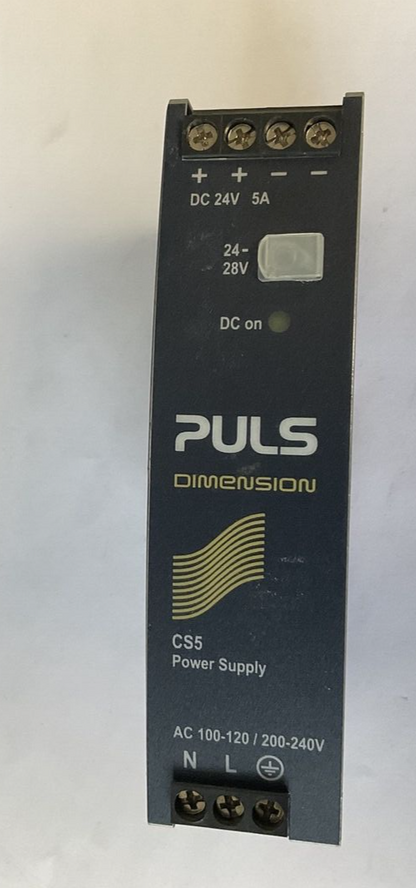 + + - -
DC 24V 5A
24-
28V
DC on
PULS
DIMENSION
CS5
Power Supply
AC 100-120 / 200-240V
N L